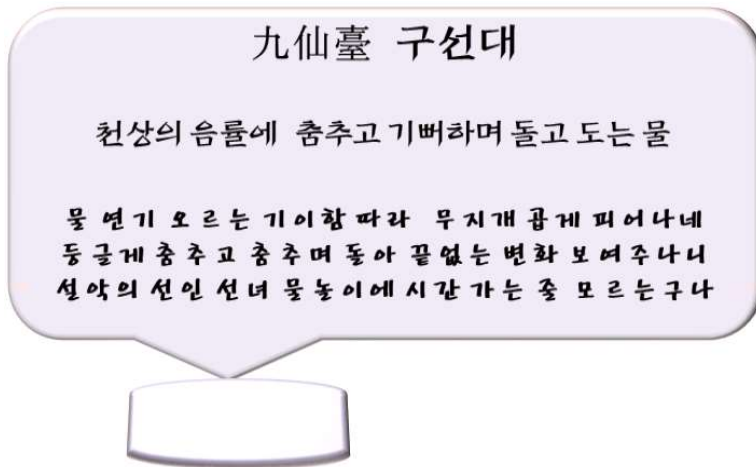 九仙臺 구선대
천상의 음률에 춤추고 기뻐하며 돌고 도는 물
물 연기 오르는 기이함 따라 무지개 곱게 피어나네
둥글게 춤추고 춤추며 돌아 끝없는 변화 보여주나니
설악의 선인 선녀 물놀이에 시간 가는 줄 모르는구나